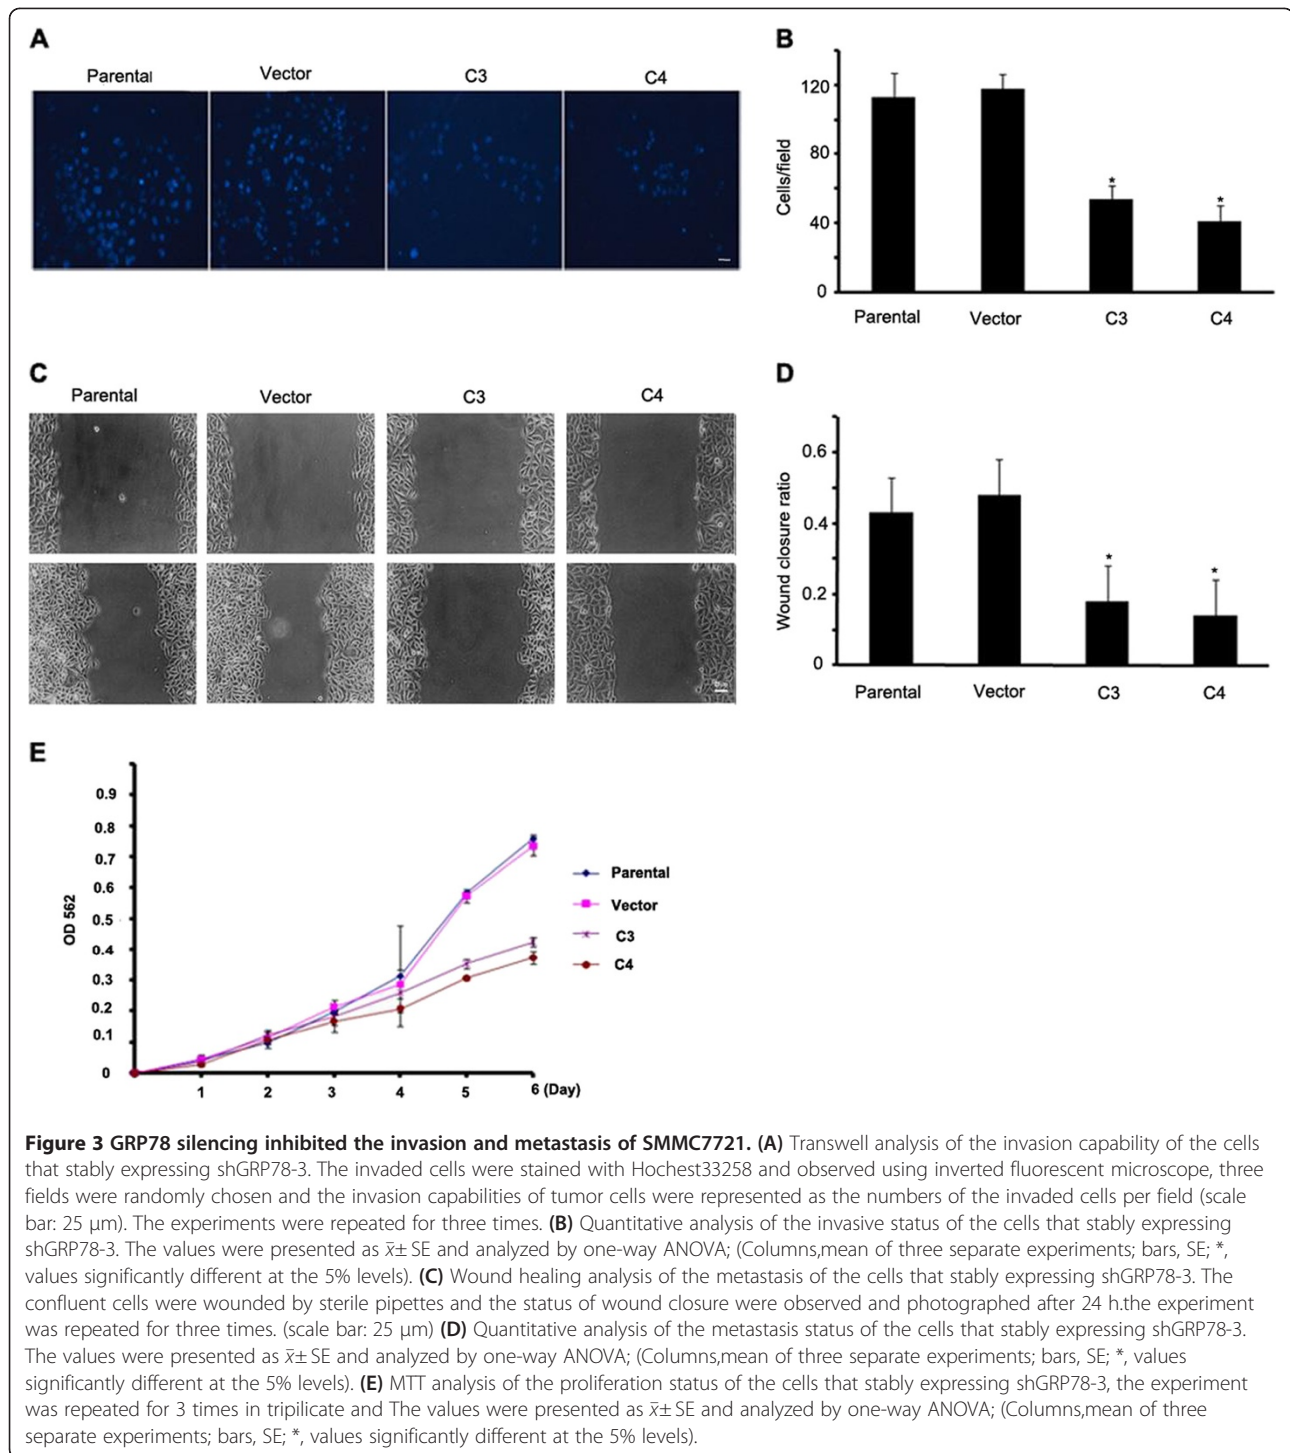 A
Parental Vector C3 C4
B
Cells/field
120
80
40
0
Parental Vector C3 C4
*
*
C
Parental Vector C3 C4
D
Wound closure ratio
0.6
0.4
0.2
0
Parental Vector C3 C4
*
*
E
OD 562
0.9
0.8
0.7
0.6
0.5
0.4
0.3
0.2
0.1
0
1 2 3 4 5 6 (Day)
Parental
Vector
C3
C4
Figure 3 GRP78 silencing inhibited the invasion and metastasis of SMMC7721. (A) Transwell analysis of the invasion capability of the cells
that stably expressing shGRP78-3. The invaded cells were stained with Hochest33258 and observed using inverted fluorescent microscope, three
fields were randomly chosen and the invasion capabilities of tumor cells were represented as the numbers of the invaded cells per field (scale
bar: 25 μm). The experiments were repeated for three times. (B) Quantitative analysis of the invasive status of the cells that stably expressing
shGRP78-3. The values were presented as x̄± SE and analyzed by one-way ANOVA; (Columns,mean of three separate experiments; bars, SE; *,
values significantly different at the 5% levels). (C) Wound healing analysis of the metastasis of the cells that stably expressing shGRP78-3. The
confluent cells were wounded by sterile pipettes and the status of wound closure were observed and photographed after 24 h.the experiment
was repeated for three times. (scale bar: 25 μm) (D) Quantitative analysis of the metastasis status of the cells that stably expressing shGRP78-3.
The values were presented as x̄± SE and analyzed by one-way ANOVA; (Columns,mean of three separate experiments; bars, SE; *, values
significantly different at the 5% levels). (E) MTT analysis of the proliferation status of the cells that stably expressing shGRP78-3, the experiment
was repeated for 3 times in tripilicate and The values were presented as x̄± SE and analyzed by one-way ANOVA; (Columns,mean of three
separate experiments; bars, SE; *, values significantly different at the 5% levels).